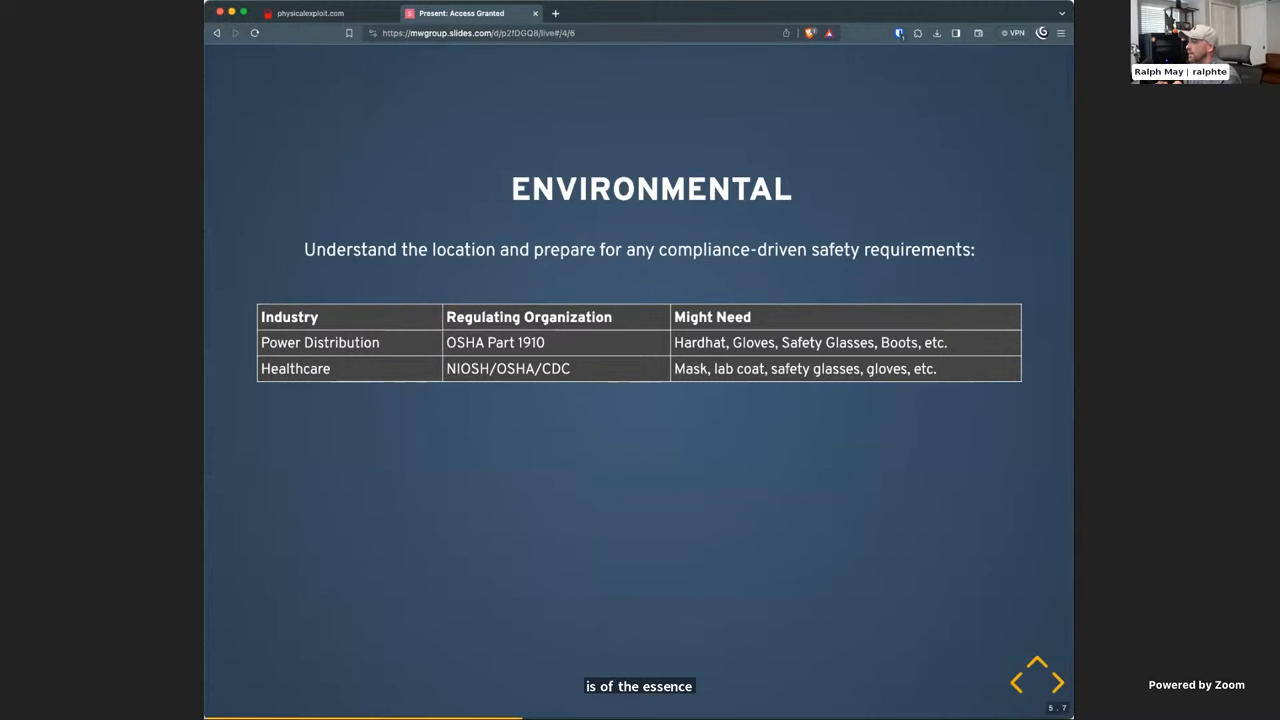 physicalexploit.com
Present: Access Granted
https://mwgroup.slides.com/d/p2fDGQ8/live#/4/6
VPN
Ralph May | ralphte
ENVIRONMENTAL
Understand the location and prepare for any compliance-driven safety requirements:
Industry Regulating Organization Might Need
Power Distribution OSHA Part 1910 Hardhat, Gloves, Safety Glasses, Boots, etc.
Healthcare NIOSH/OSHA/CDC Mask, lab coat, safety glasses, gloves, etc.
is of the essence
Powered by Zoom
5 . 7